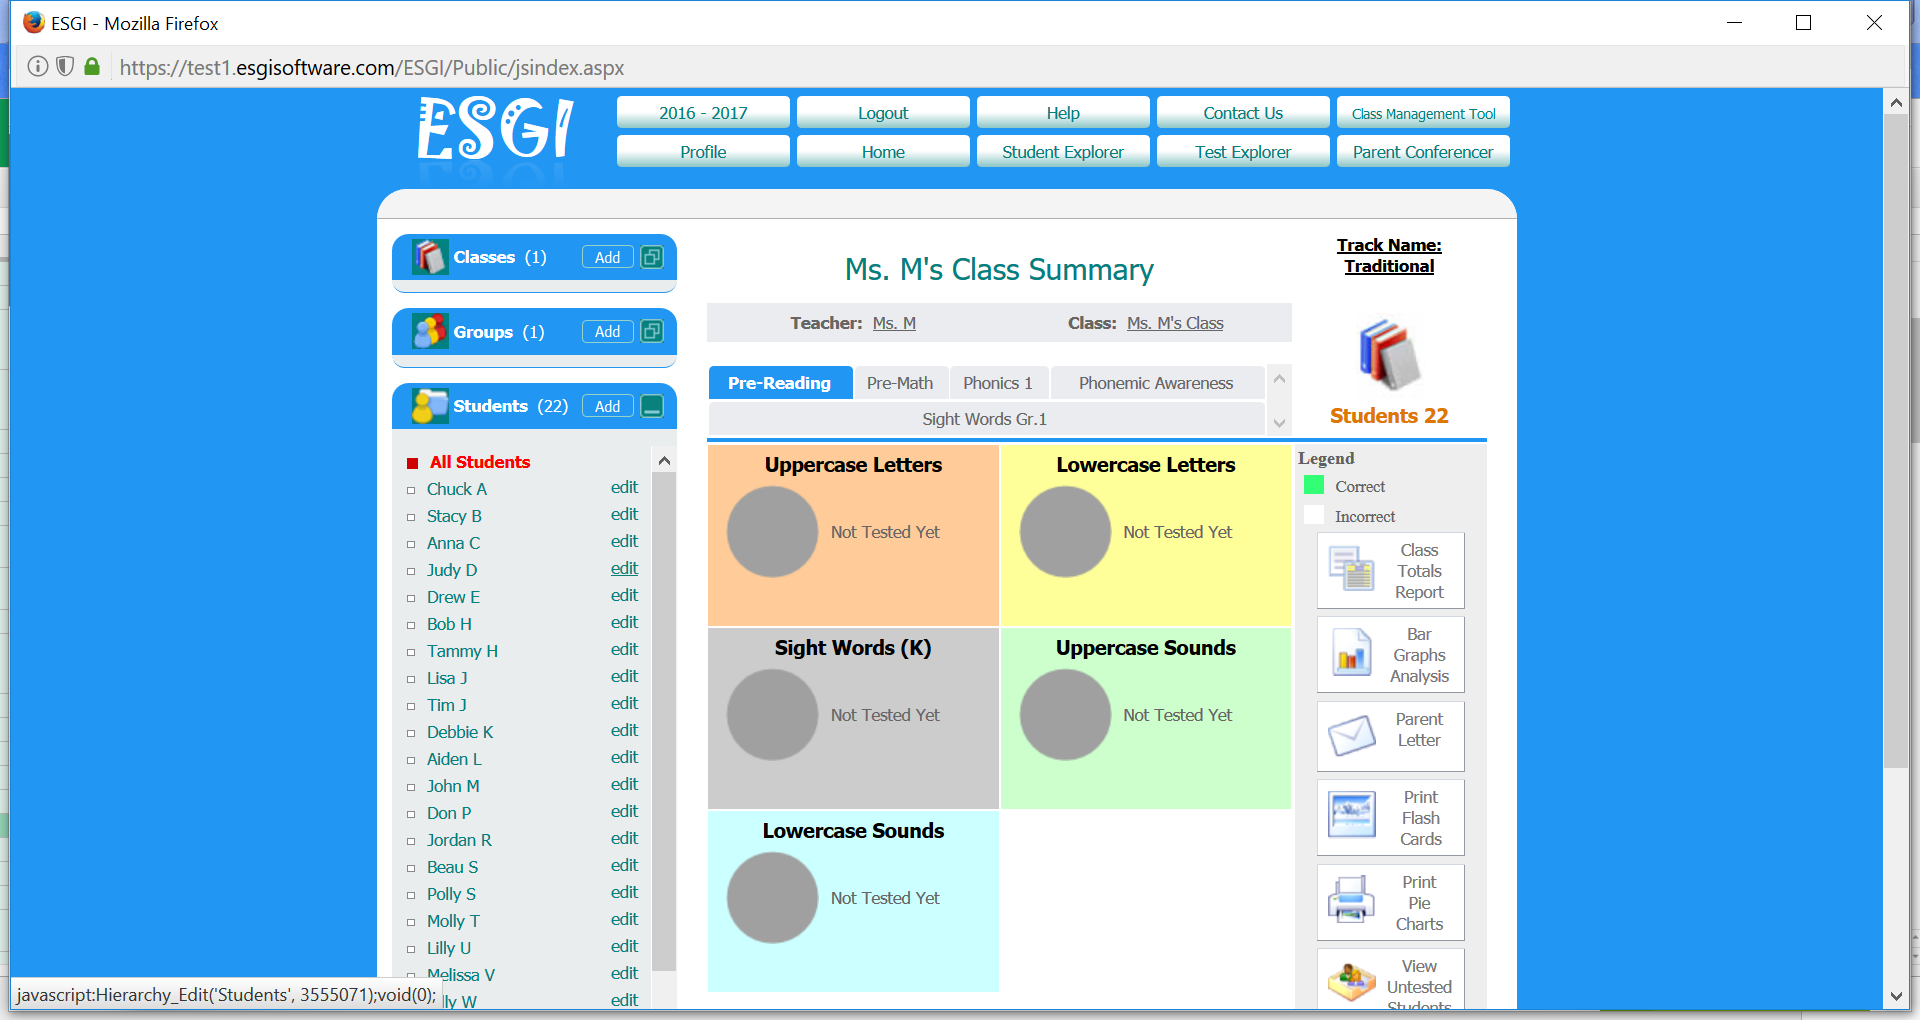 ESGI - Mozilla Firefox
https://test1.esgisoftware.com/ESGI/Public/jsindex.aspx
ESGI
2016 - 2017
Logout
Help
Contact Us
Class Management Tool
Profile
Home
Student Explorer
Test Explorer
Parent Conferencer
Classes (1)
Add
Groups (1)
Add
Students (22)
Add
All Students
Chuck A edit
Stacy B edit
Anna C edit
Judy D edit
Drew E edit
Bob H edit
Tammy H edit
Lisa J edit
Tim J edit
Debbie K edit
Aiden L edit
John M edit
Don P edit
Jordan R edit
Beau S edit
Polly S edit
Molly T edit
Lilly U edit
Melissa V edit
lly W edit
javascript:Hierarchy_Edit('Students', 3555071);void(0);
Ms. M's Class Summary
Teacher: Ms. M
Class: Ms. M's Class
Pre-Reading
Pre-Math
Phonics 1
Phonemic Awareness
Sight Words Gr.1
Uppercase Letters
Not Tested Yet
Lowercase Letters
Not Tested Yet
Sight Words (K)
Not Tested Yet
Uppercase Sounds
Not Tested Yet
Lowercase Sounds
Not Tested Yet
Track Name:
Traditional
Students 22
Legend
Correct
Incorrect
Class
Totals
Report
Bar
Graphs
Analysis
Parent
Letter
Print
Flash
Cards
Print
Pie
Charts
View
Untested
Students